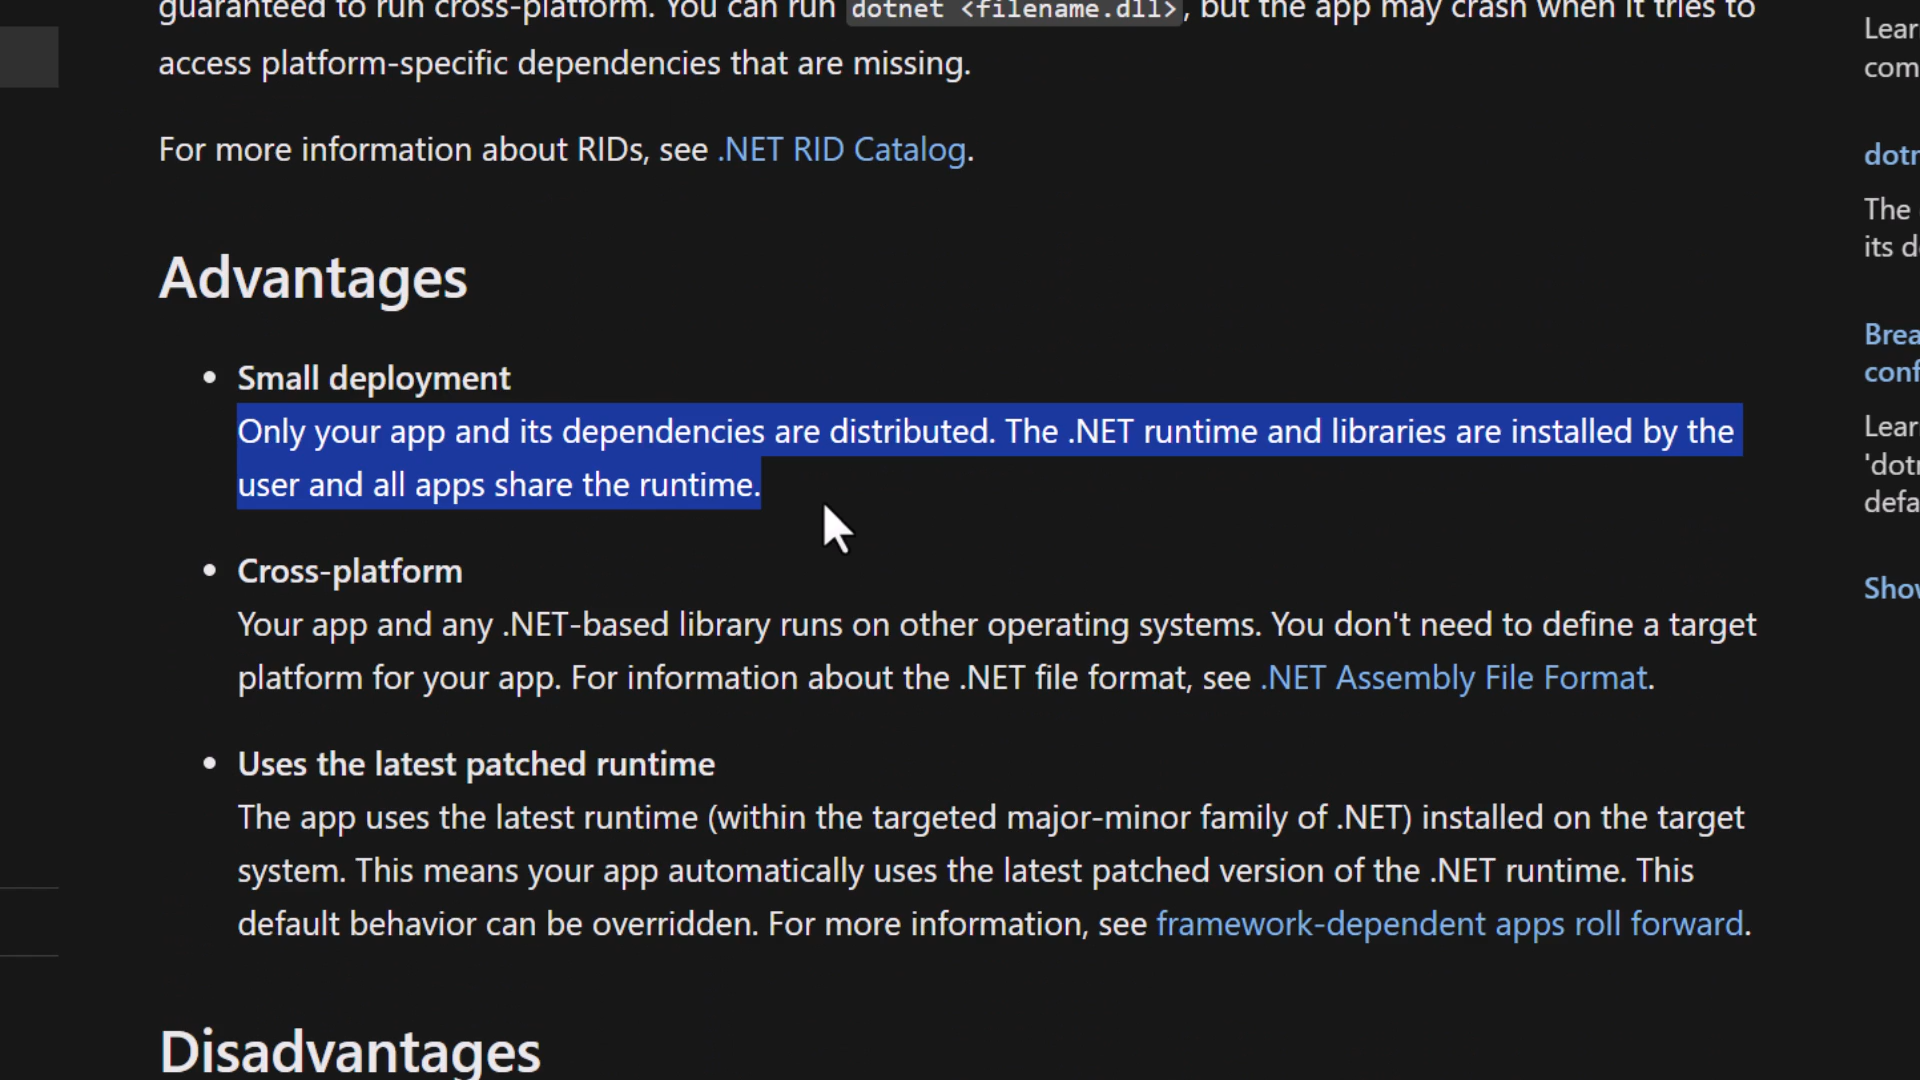 guaranteed to run cross-platform. You can run dotnet <filename.dll>, but the app may crash when it tries to
access platform-specific dependencies that are missing.
For more information about RIDs, see .NET RID Catalog.
Advantages
• Small deployment
Only your app and its dependencies are distributed. The .NET runtime and libraries are installed by the
user and all apps share the runtime.
• Cross-platform
Your app and any .NET-based library runs on other operating systems. You don't need to define a target
platform for your app. For information about the .NET file format, see .NET Assembly File Format.
• Uses the latest patched runtime
The app uses the latest runtime (within the targeted major-minor family of .NET) installed on the target
system. This means your app automatically uses the latest patched version of the .NET runtime. This
default behavior can be overridden. For more information, see framework-dependent apps roll forward.
Disadvantages
Lear
com
dotr
The
its d
Brea
conf
Lear
'dotr
defa
Show